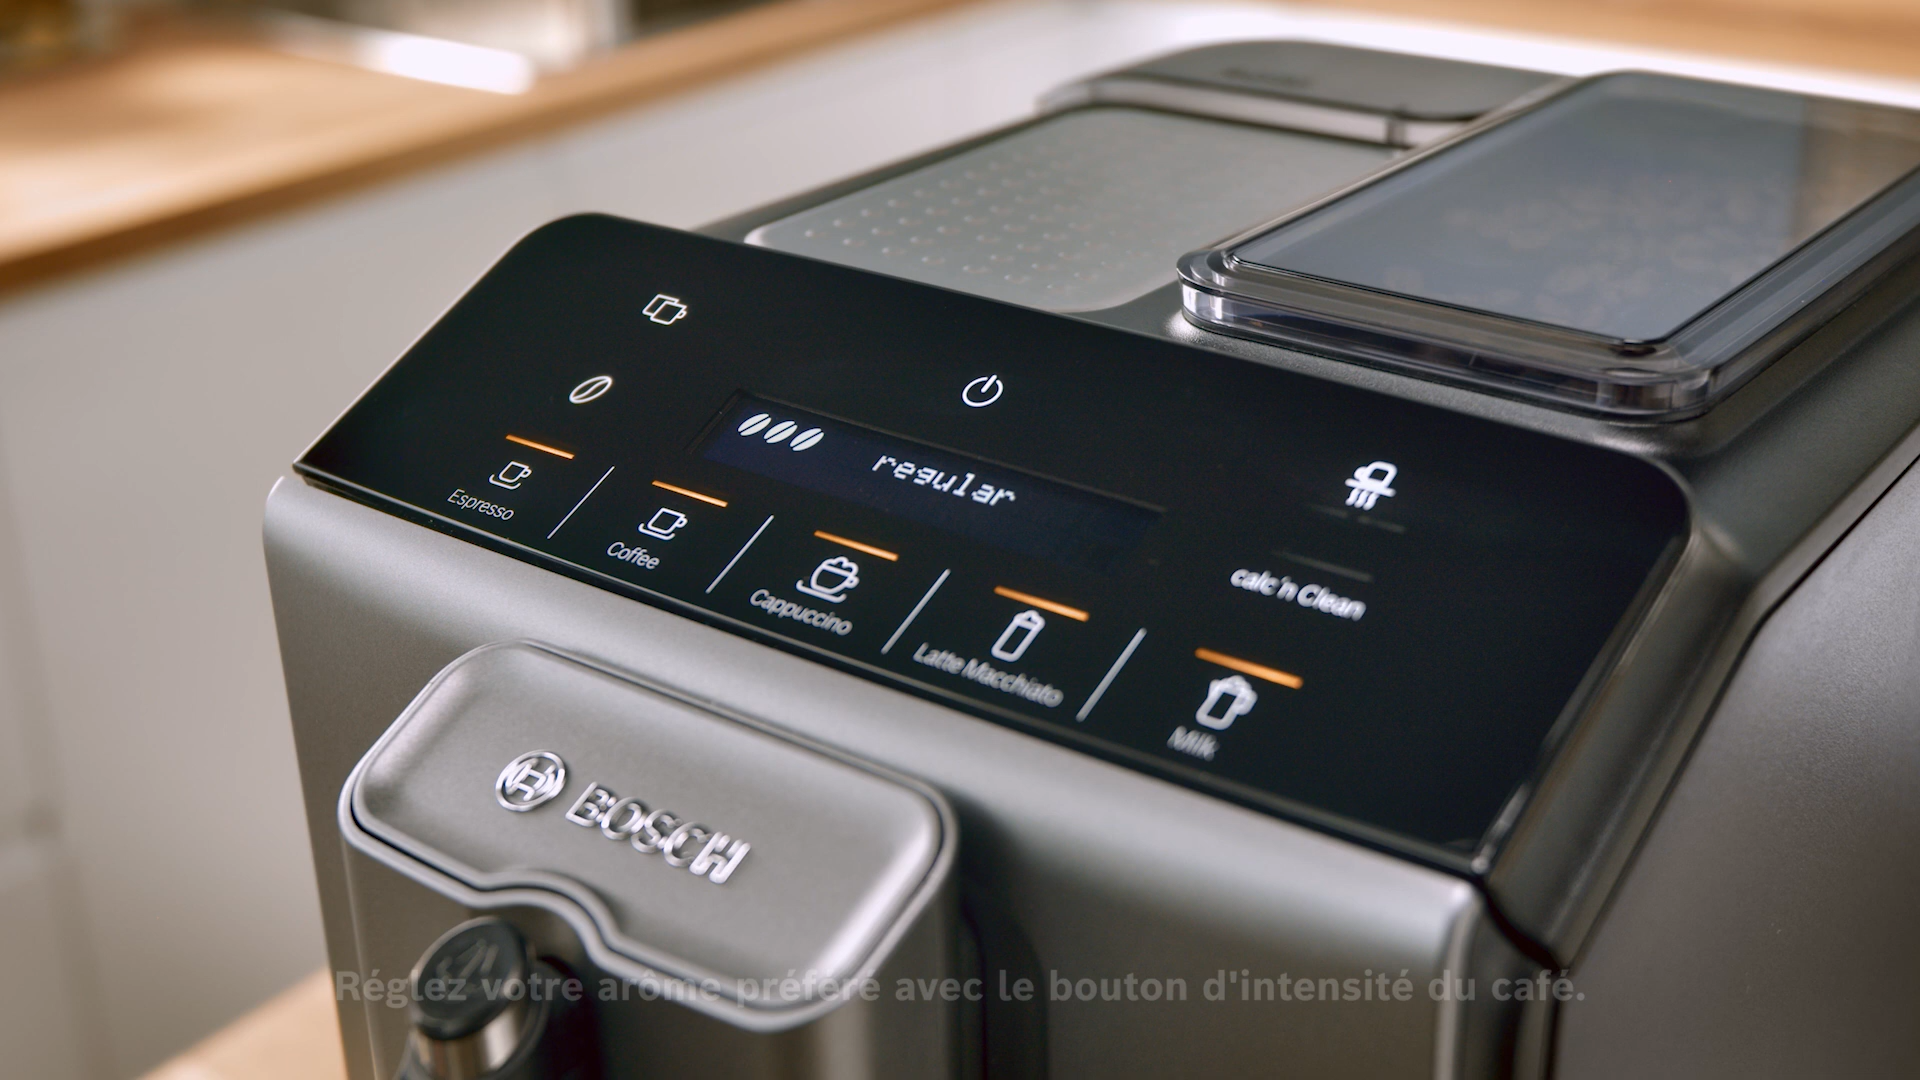 regular
Espresso
Coffee
Cappuccino
Latte Macchiato
Milk
calc'n Clean
BOSCH
Réglez votre arôme préféré avec le bouton d'intensité du café.